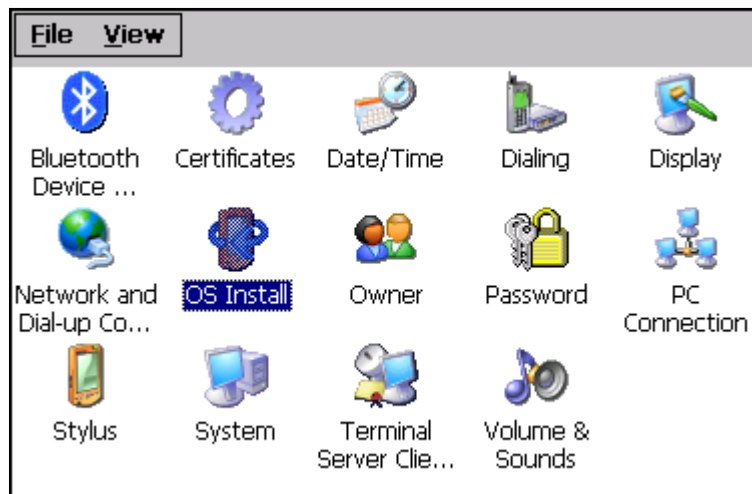 File View
Bluetooth Device ...
Certificates
Date/Time
Dialing
Display
Network and Dial-up Co...
OS Install
Owner
Password
PC Connection
Stylus
System
Terminal Server Clie...
Volume & Sounds